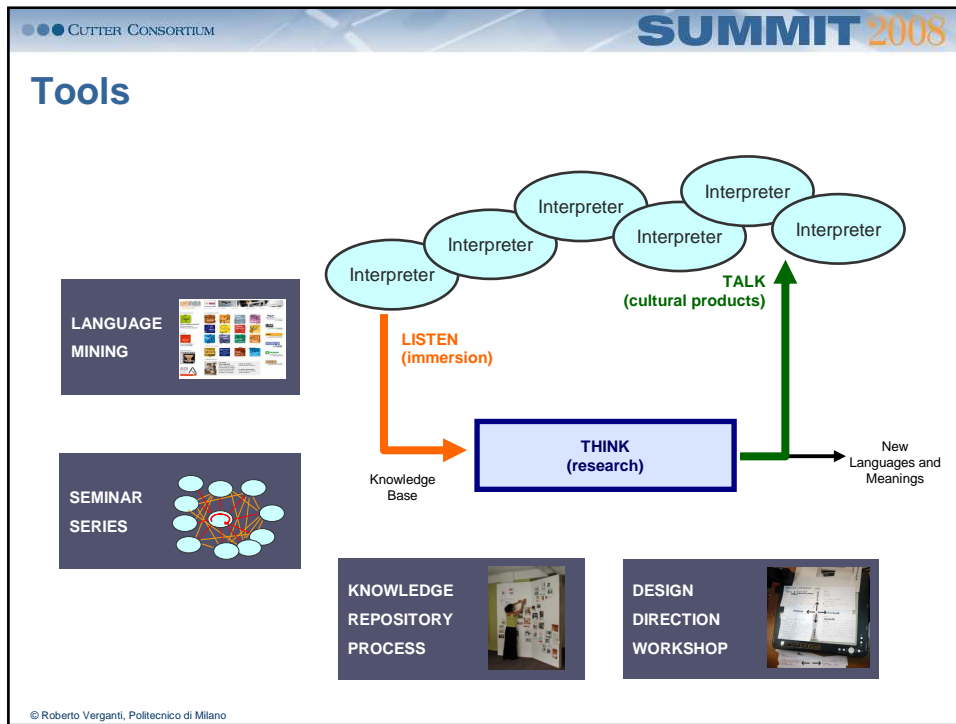 CUTTER CONSORTIUM
SUMMIT 2008
Tools
Interpreter
Interpreter
Interpreter
Interpreter
Interpreter
Interpreter
TALK
(cultural products)
LISTEN
(immersion)
LANGUAGE
MINING
THINK
(research)
Knowledge
Base
New
Languages and
Meanings
SEMINAR
SERIES
KNOWLEDGE
REPOSITORY
PROCESS
DESIGN
DIRECTION
WORKSHOP
© Roberto Verganti, Politecnico di Milano